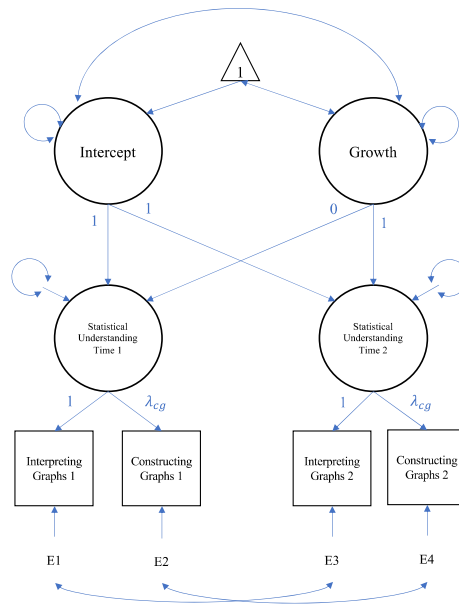 1
Intercept
Growth
1
1
0
1
Statistical
Understanding
Time 1
Statistical
Understanding
Time 2
1
λcg
1
λcg
Interpreting
Graphs 1
Constructing
Graphs 1
Interpreting
Graphs 2
Constructing
Graphs 2
E1
E2
E3
E4